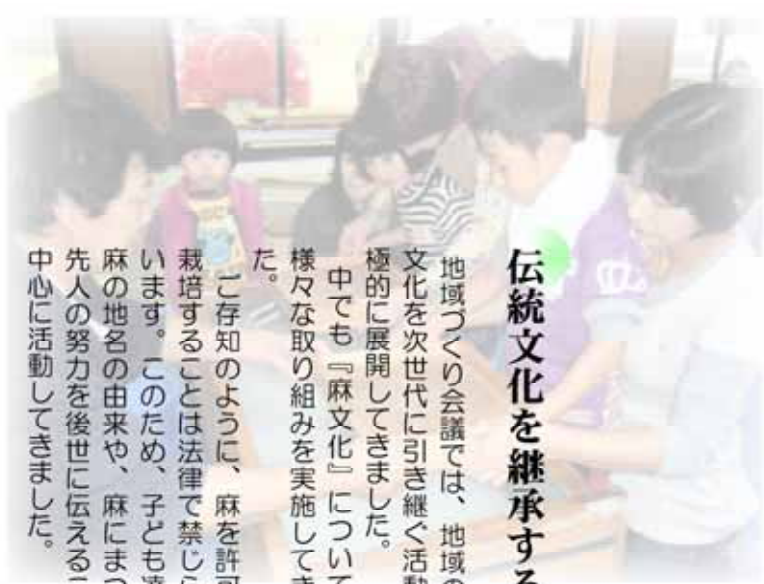 伝統文化を継承する
地域づくり会議では、地域の
文化を次世代に引き継ぐ活動
極的に展開してきました。
中でも『麻文化』について
様々な取り組みを実施してき
た。
ご存知のように、麻を許可
栽培することは法律で禁じら
います。このため、子ども達
麻の地名の由来や、麻にまつ
先人の努力を後世に伝えるこ
中心に活動してきました。